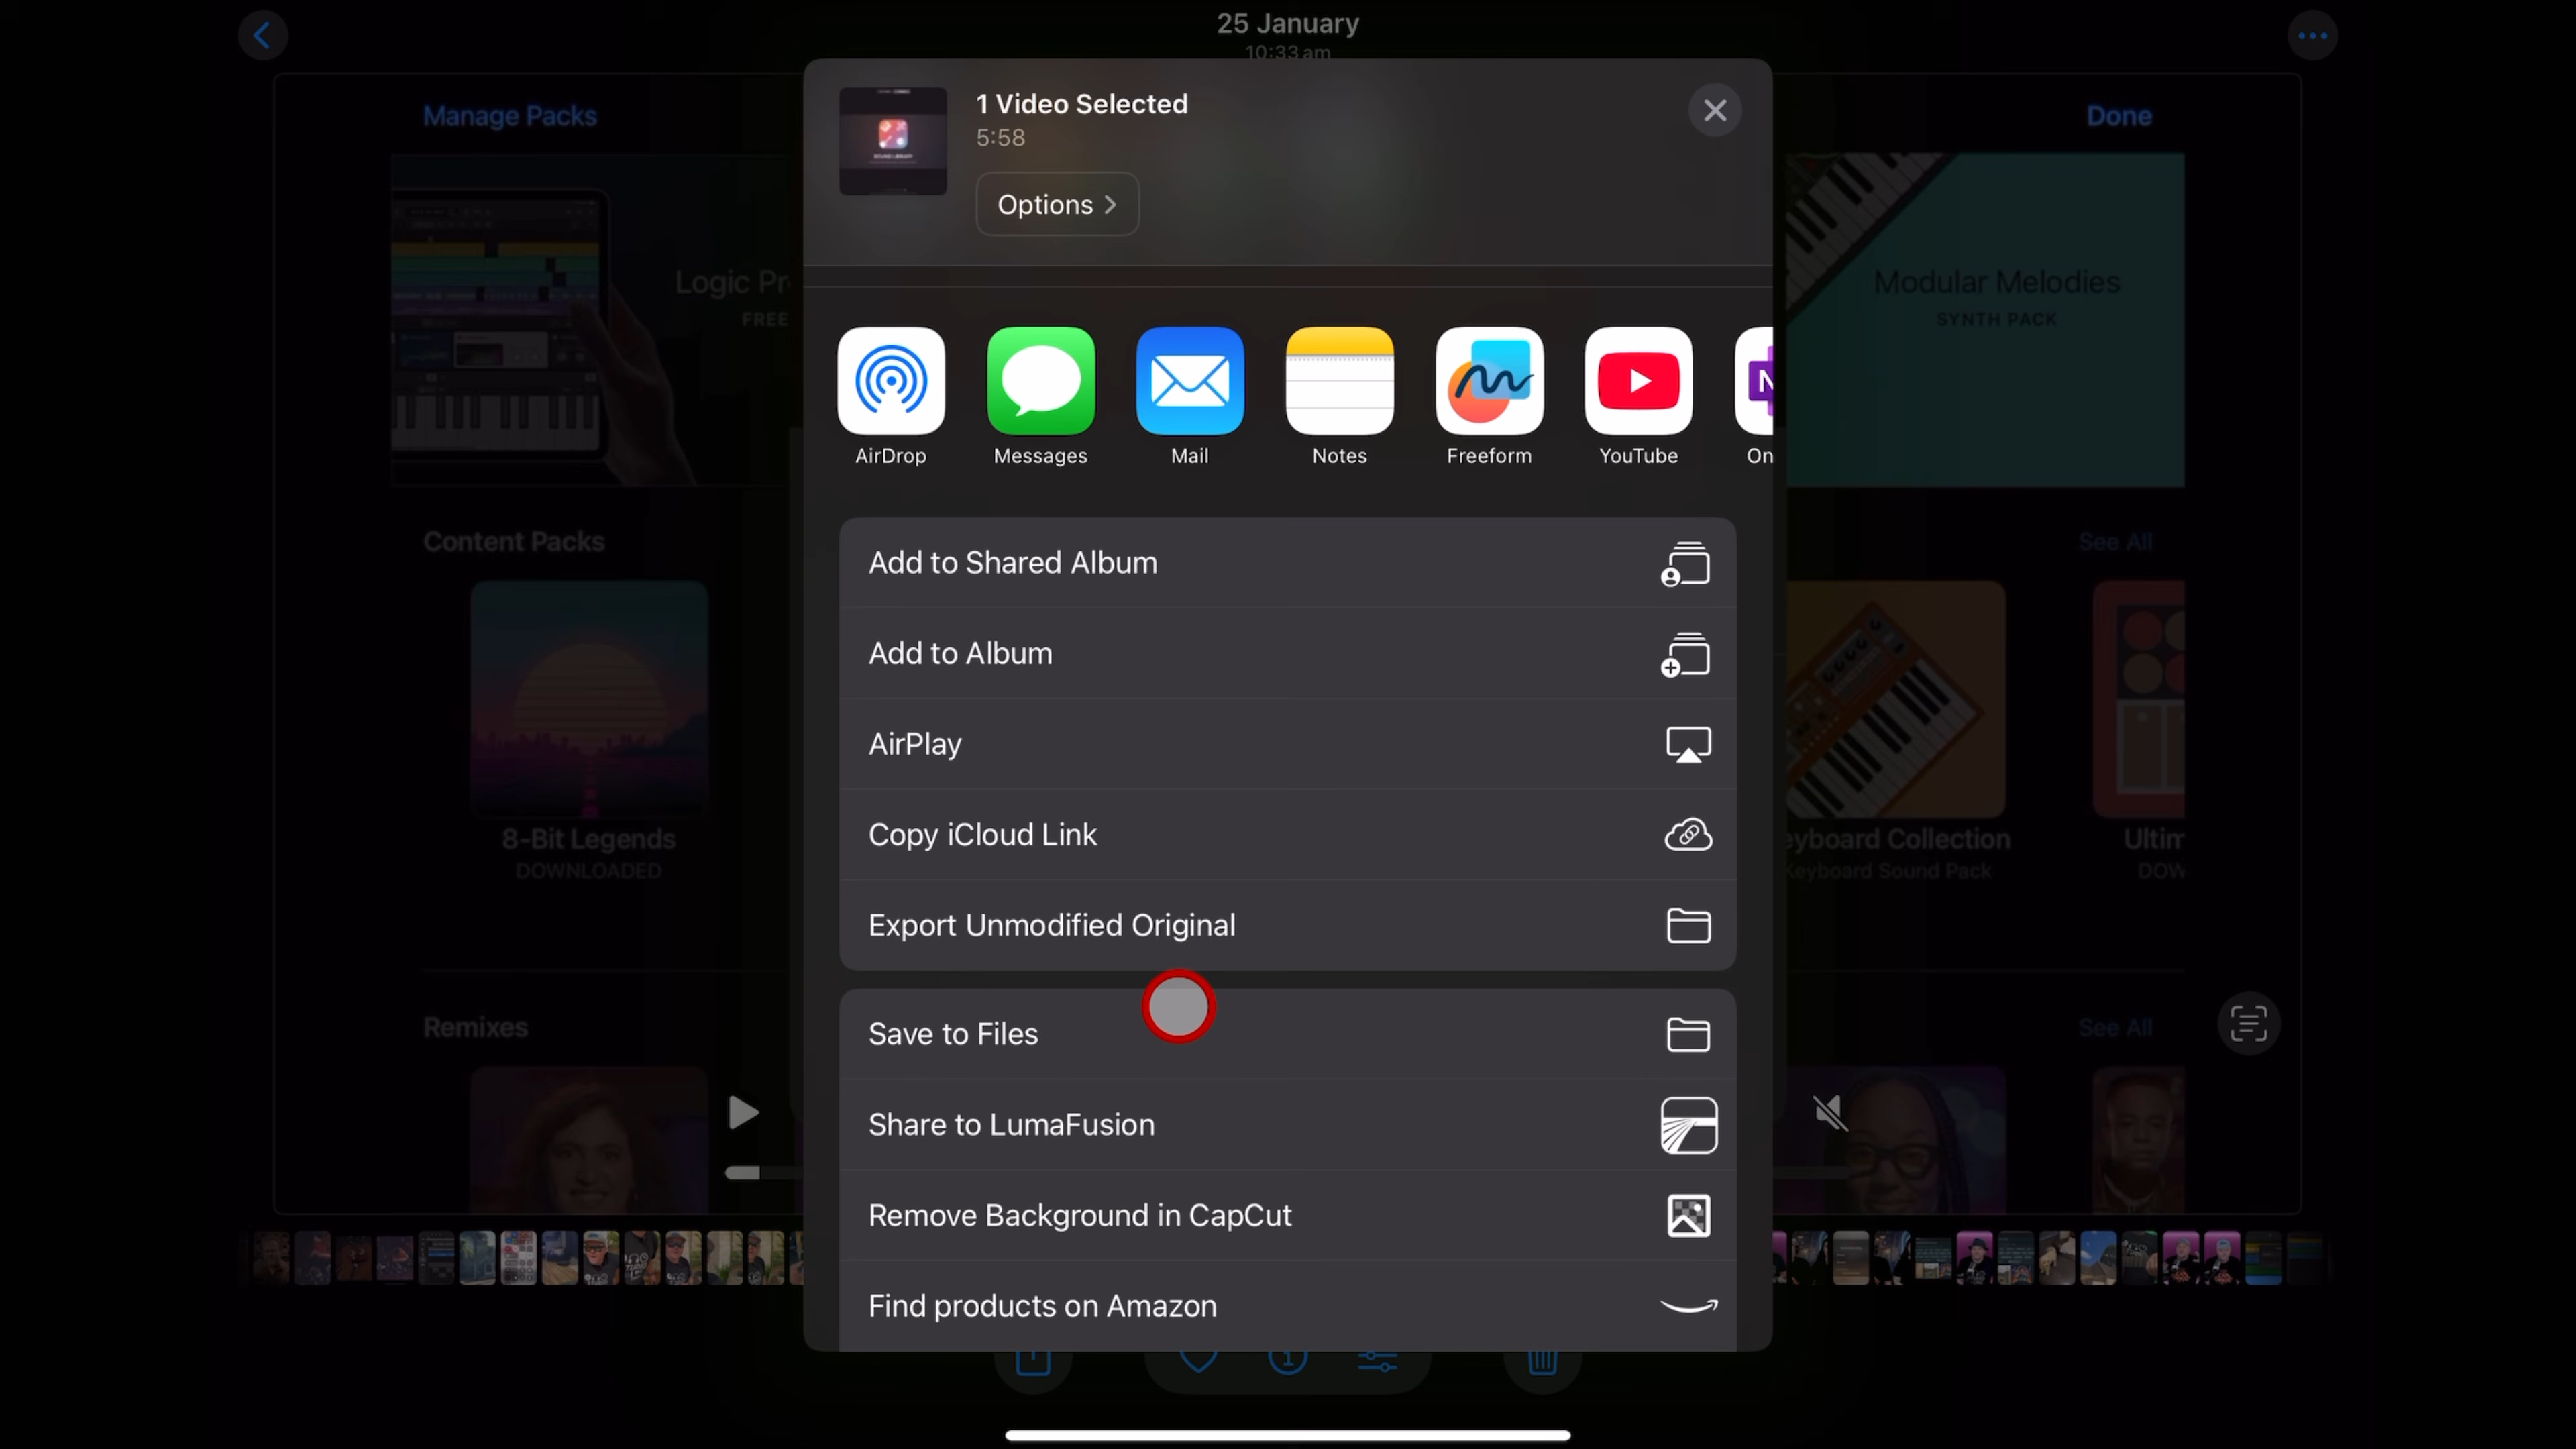 25 January
10:33 am
Manage Packs
Done
1 Video Selected
5:58
Options
Logic Pr
FREE
Modular Melodies
SYNTH PACK
AirDrop
Messages
Mail
Notes
Freeform
YouTube
On
Content Packs
See All
Add to Shared Album
Add to Album
AirPlay
Copy iCloud Link
Export Unmodified Original
8-Bit Legends
DOWNLOADED
eyboard Collection
Keyboard Sound Pack
Ultim
DOW
Remixes
See All
Save to Files
Share to LumaFusion
Remove Background in CapCut
Find products on Amazon